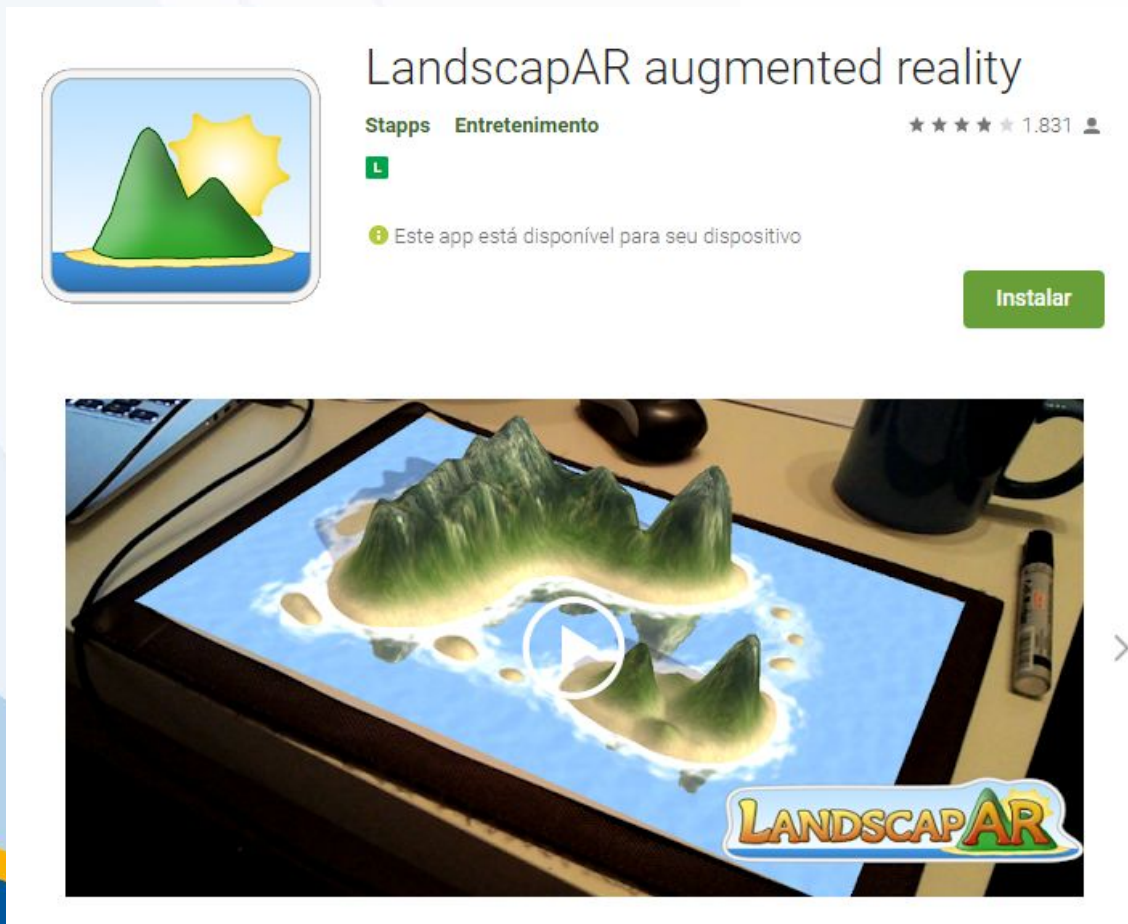 LandscapAR augmented reality
Stapps Entretenimento 1.831
L
Este app está disponível para seu dispositivo
Instalar
LANDSCAPAR